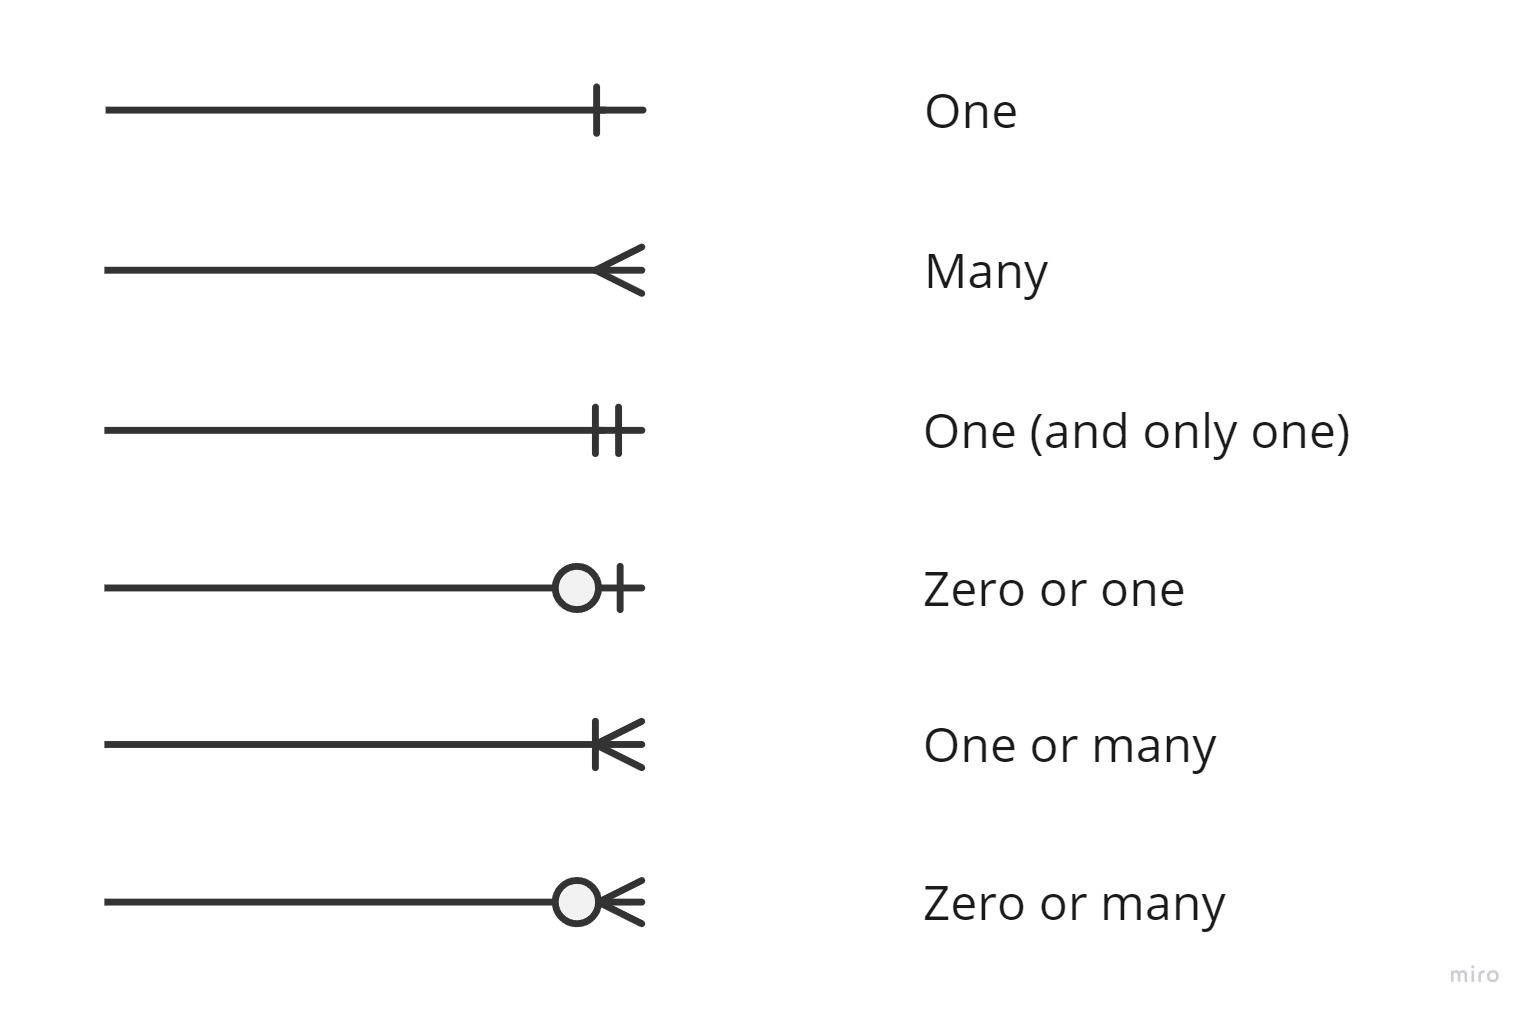 One
Many
One (and only one)
Zero or one
One or many
Zero or many
miro